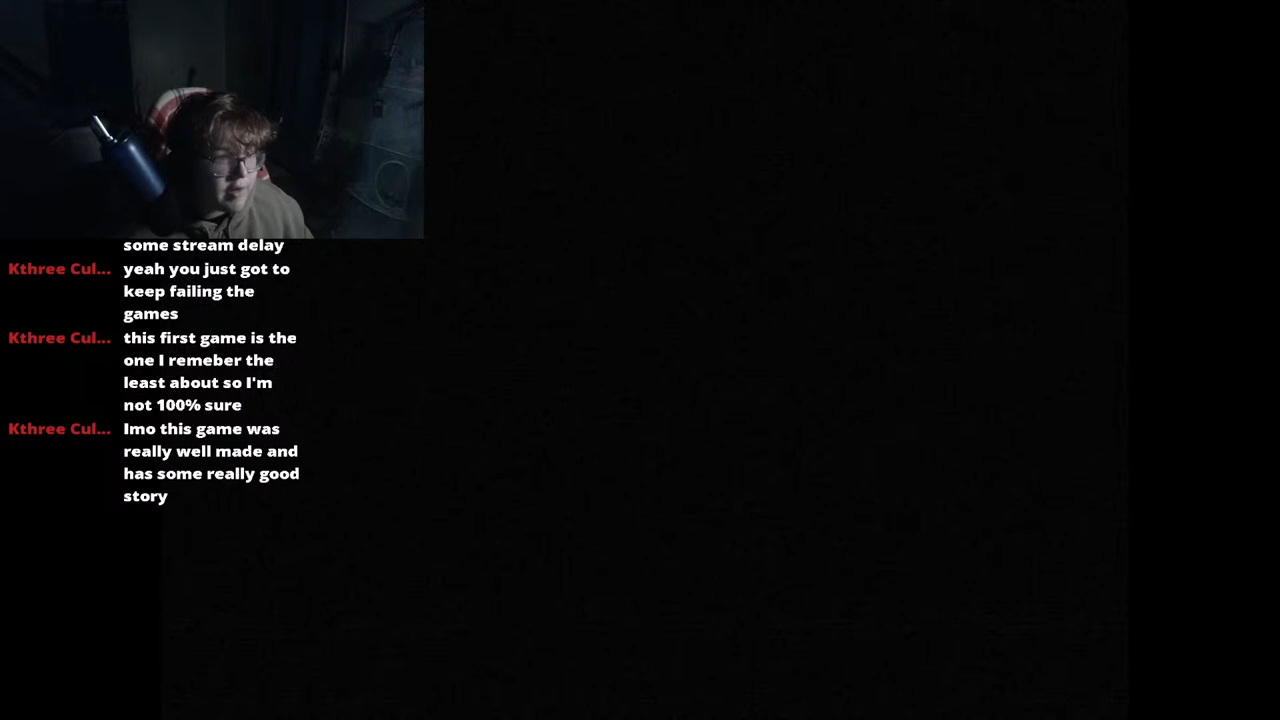 some stream delay
Kthree Cul... yeah you just got to
keep failing the
games
Kthree Cul... this first game is the
one I remeber the
least about so I'm
not 100% sure
Kthree Cul... Imo this game was
really well made and
has some really good
story